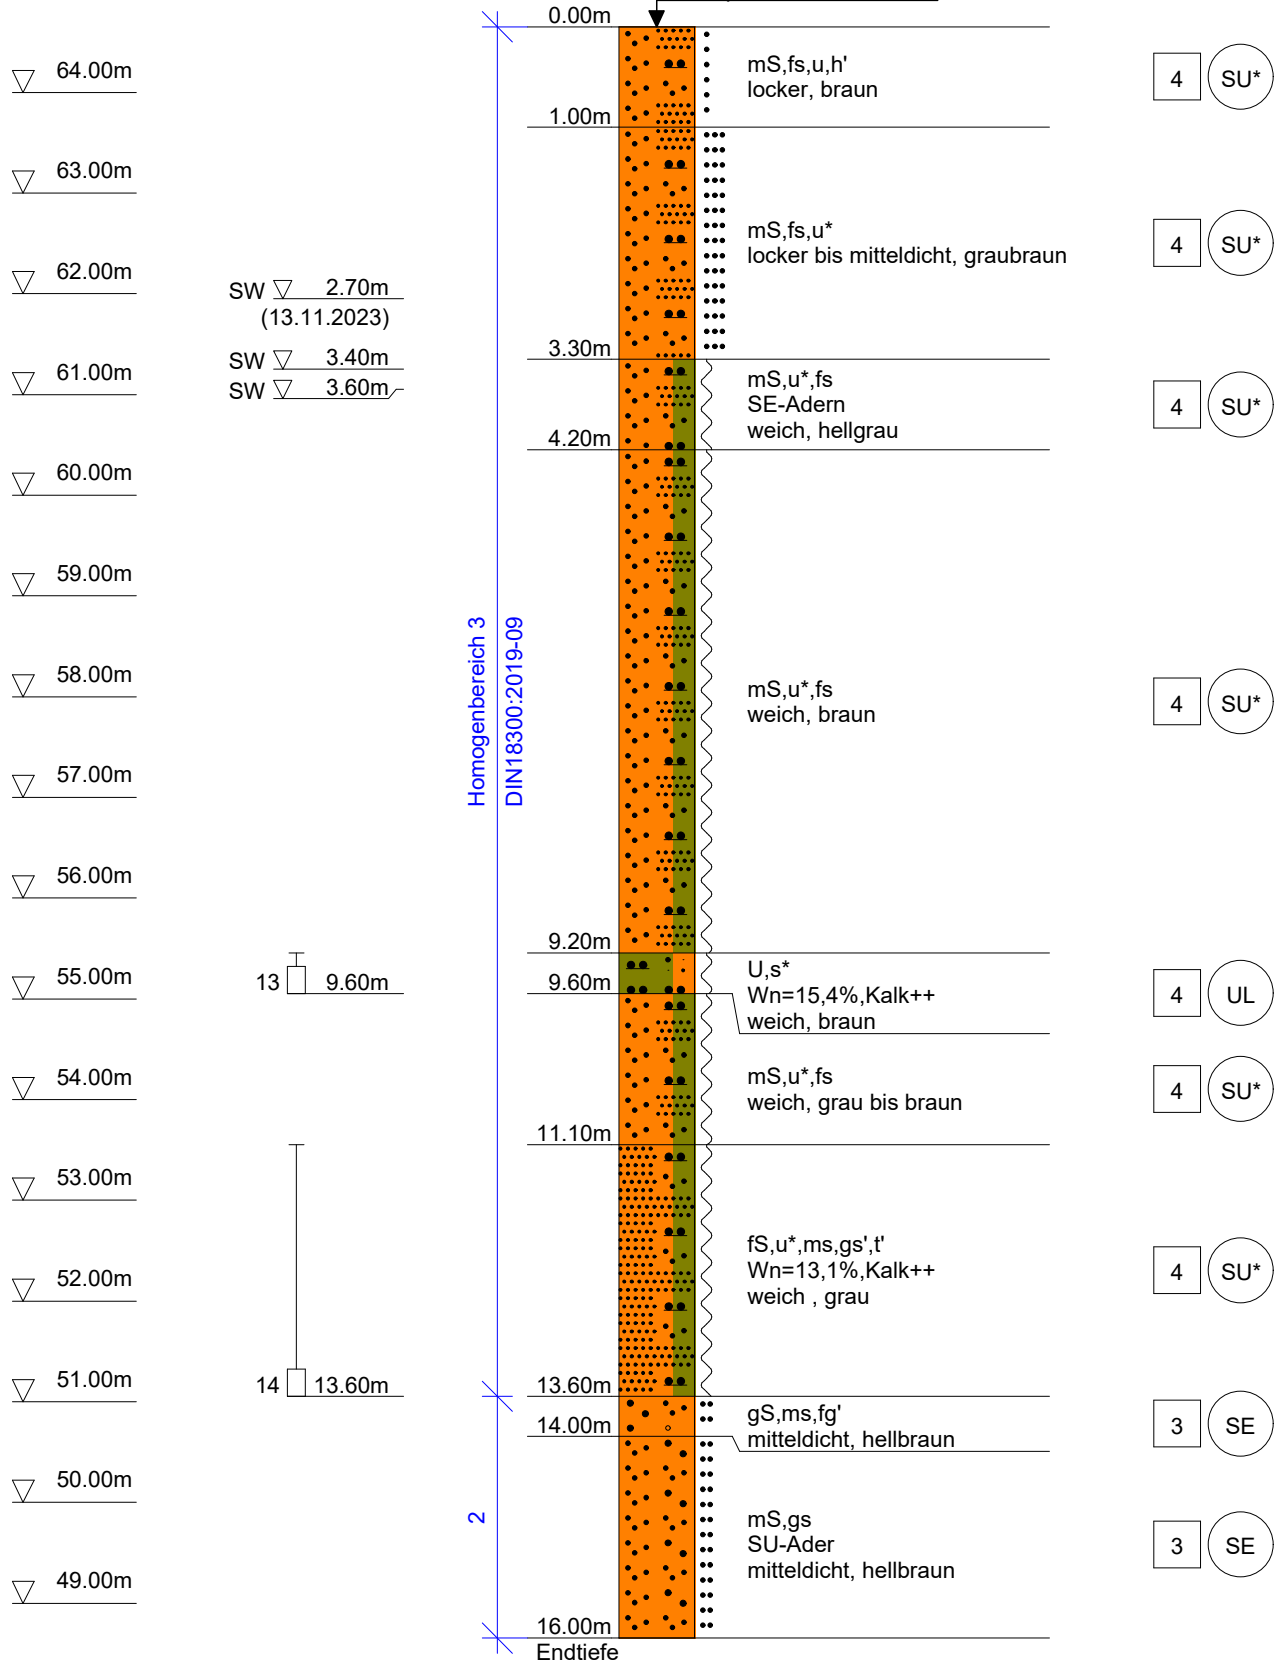 0.00m
64.00m
mS,fs,u,h'
locker, braun
4
SU*
1.00m
63.00m
mS,fs,u*
locker bis mitteldicht, graubraun
4
SU*
62.00m
SW 2.70m
(13.11.2023)
3.30m
SW 3.40m
61.00m
SW 3.60m
mS,u*,fs
SE-Adern
weich, hellgrau
4
SU*
4.20m
60.00m
59.00m
Homogenbereich 3
DIN18300:2019-09
58.00m
mS,u*,fs
weich, braun
4
SU*
57.00m
56.00m
9.20m
55.00m
13
9.60m
9.60m
U,s*
Wn=15,4%,Kalk++
weich, braun
4
UL
54.00m
mS,u*,fs
weich, grau bis braun
4
SU*
11.10m
53.00m
fS,u*,ms,gs',t'
Wn=13,1%,Kalk++
weich , grau
4
SU*
52.00m
51.00m
14
13.60m
13.60m
gS,ms,fg'
mitteldicht, hellbraun
3
SE
14.00m
50.00m
2
mS,gs
SU-Ader
mitteldicht, hellbraun
3
SE
49.00m
16.00m
Endtiefe